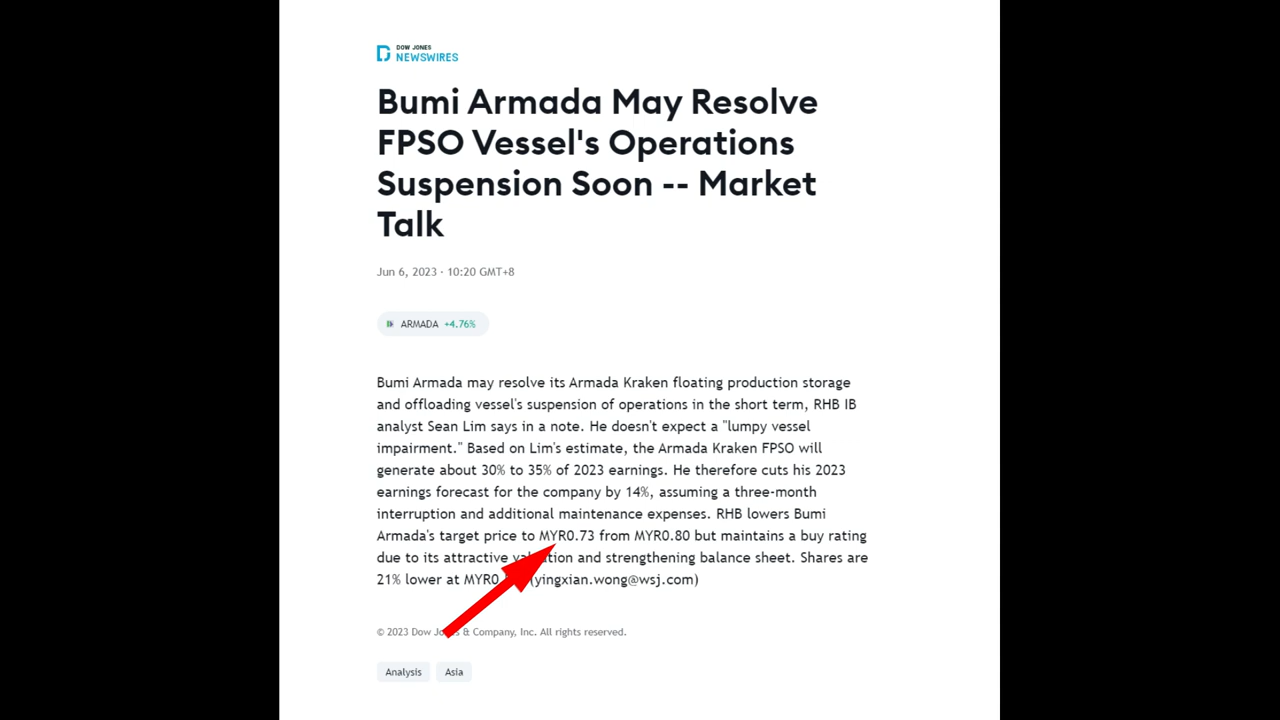 DOW JONES
NEWSWIRES
Bumi Armada May Resolve
FPSO Vessel's Operations
Suspension Soon -- Market
Talk
Jun 6, 2023 · 10:20 GMT+8
ARMADA +4.76%
Bumi Armada may resolve its Armada Kraken floating production storage
and offloading vessel's suspension of operations in the short term, RHB IB
analyst Sean Lim says in a note. He doesn't expect a "lumpy vessel
impairment." Based on Lim's estimate, the Armada Kraken FPSO will
generate about 30% to 35% of 2023 earnings. He therefore cuts his 2023
earnings forecast for the company by 14%, assuming a three-month
interruption and additional maintenance expenses. RHB lowers Bumi
Armada's target price to MYR0.73 from MYR0.80 but maintains a buy rating
due to its attractive valuation and strengthening balance sheet. Shares are
21% lower at (yingxian.wong@wsj.com)
© 2023 Dow Jones & Company, Inc. All rights reserved.
Analysis Asia